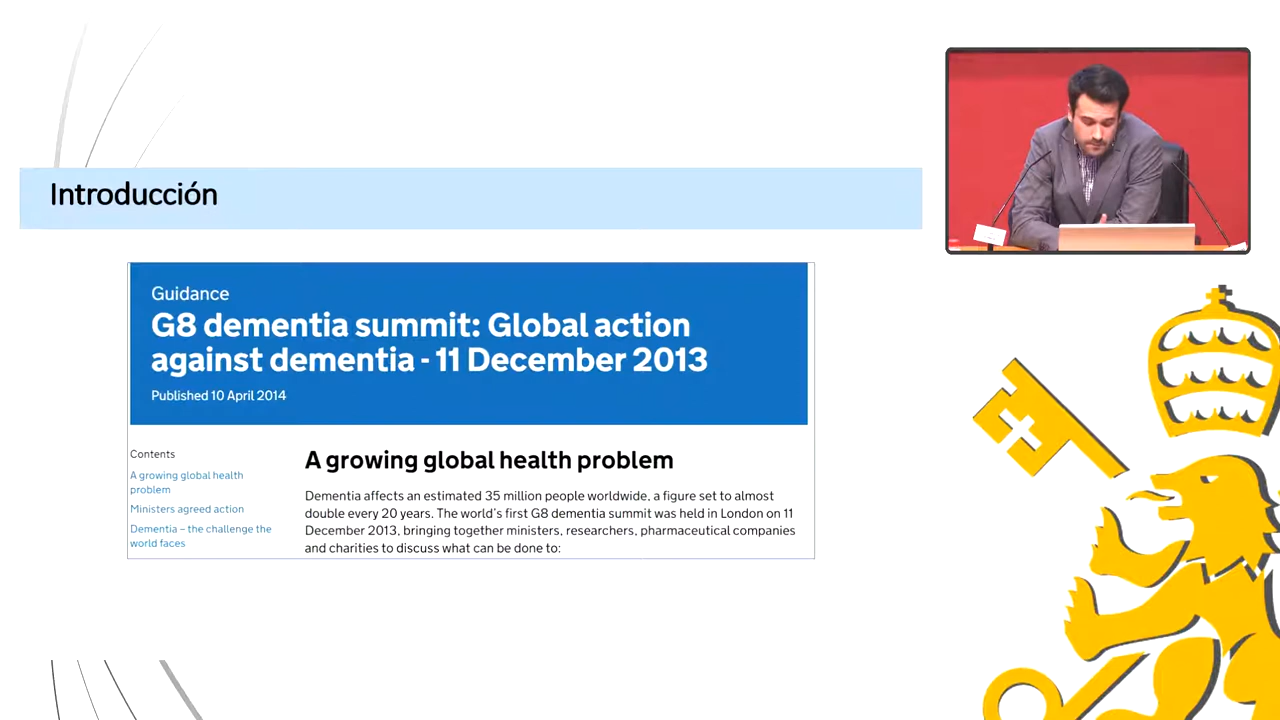 Introducción
Guidance
G8 dementia summit: Global action
against dementia - 11 December 2013
Published 10 April 2014
Contents
A growing global health
problem
Ministers agreed action
Dementia – the challenge the
world faces
A growing global health problem
Dementia affects an estimated 35 million people worldwide, a figure set to almost
double every 20 years. The world's first G8 dementia summit was held in London on 11
December 2013, bringing together ministers, researchers, pharmaceutical companies
and charities to discuss what can be done to: